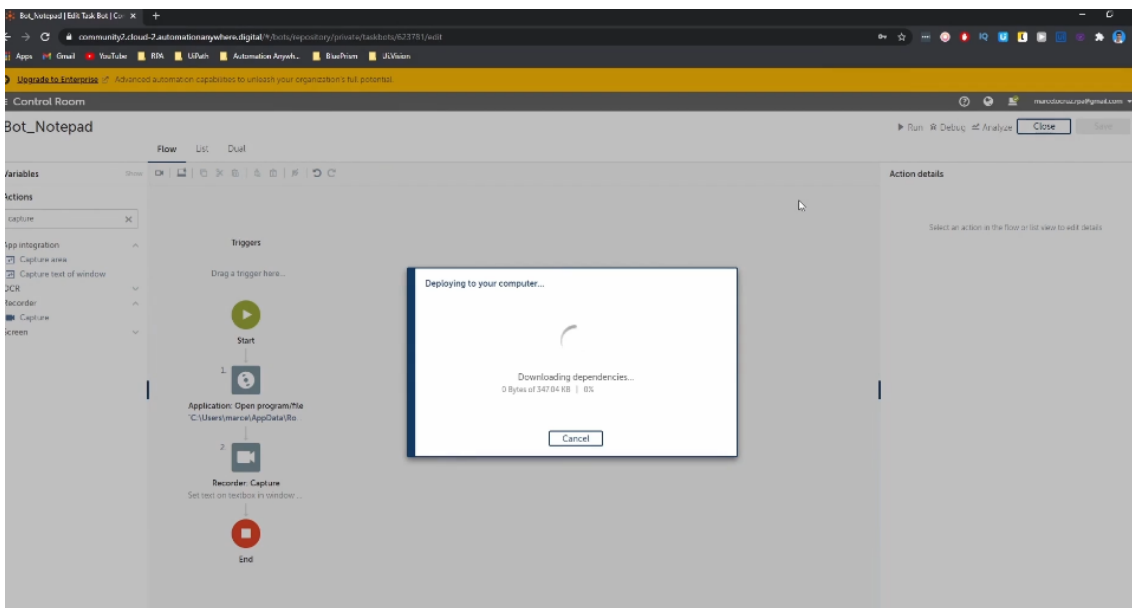 Bot_Notepad | Edit Task Bot | Co
community2.cloud-2.automationanywhere.digital/#/bots/repository/private/taskbots/623781/edit
Apps Gmail YouTube RPA UiPath Automation Anywh... BluePrism UiVision
Upgrade to Enterprise Advanced automation capabilities to unleash your organization's full potential.
Control Room
Bot_Notepad
Run Debug Analyze Close Save
Flow List Dual
Variables Show
Action details
Actions
capture
Select an action in the flow or list view to edit details
App integration
Capture area
Capture text of window
OCR
Recorder
Capture
Screen
Triggers
Drag a trigger here...
Start
1.
Application: Open program/file
"C:\Users\marce\AppData\Ro
2.
Recorder: Capture
Set text on textbox in window ...
End
Deploying to your computer...
Downloading dependencies...
0 Bytes of 347.04 KB | 0%
Cancel